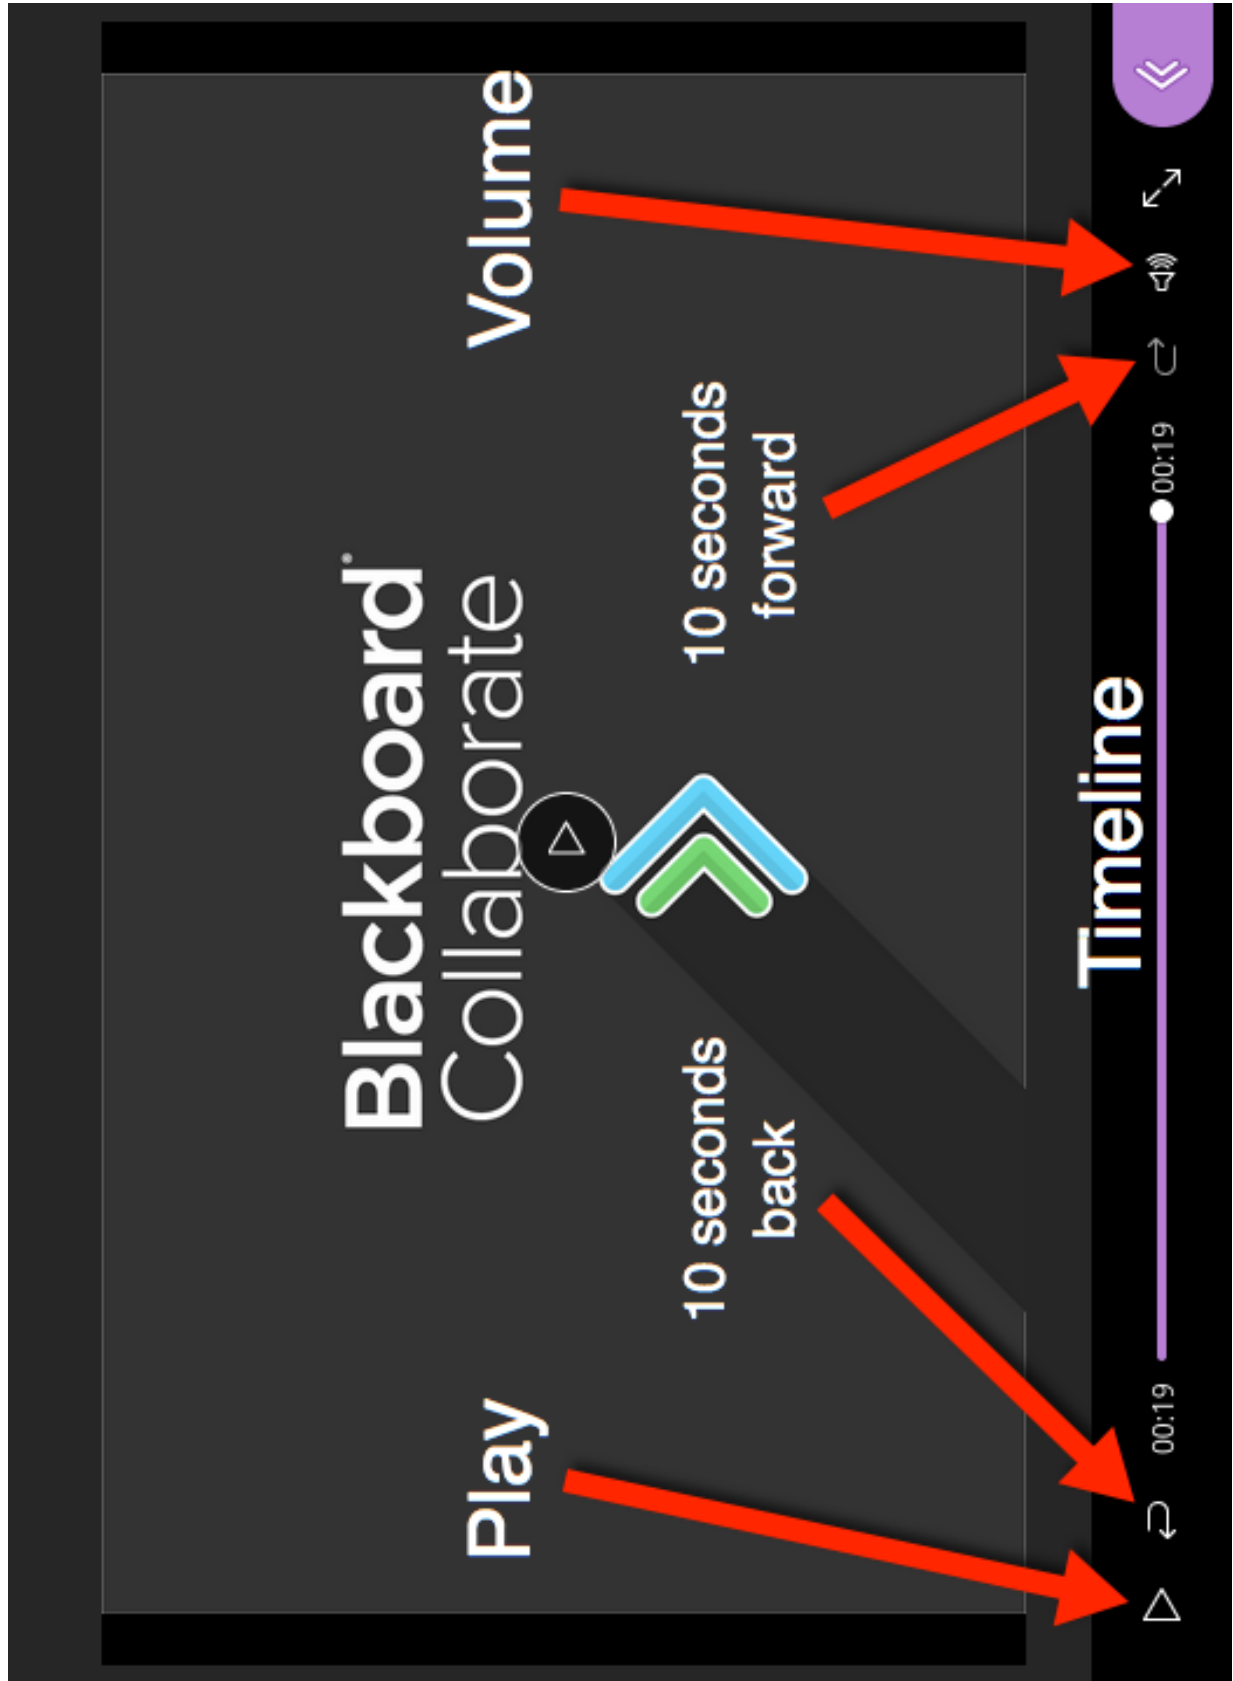 Blackboard
Collaborate
Play
Volume
10 seconds
back
10 seconds
forward
Timeline
00:19
00:19